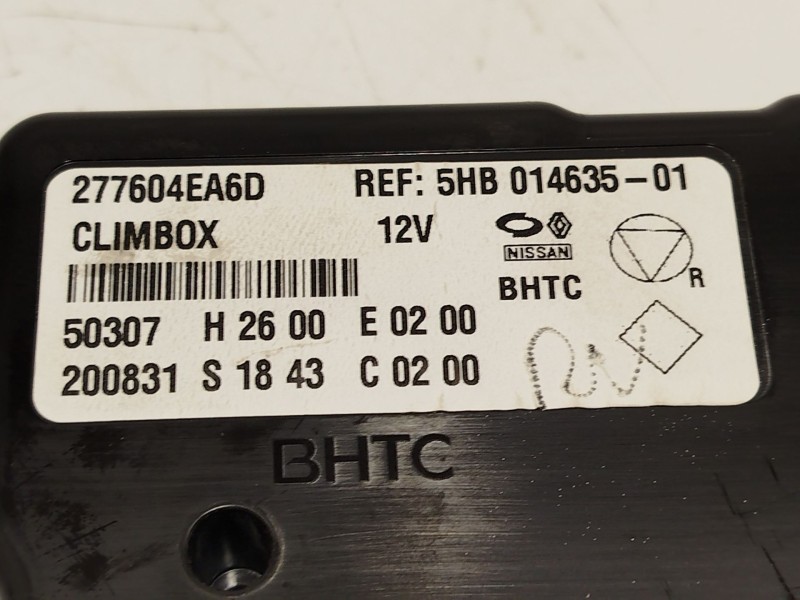 277604EA6D REF: 5HB 014635-01
CLIMBOX 12V
NISSAN
BHTC
R
50307 H 26 00 E 02 00
200831 S 18 43 C 02 00
BHTC